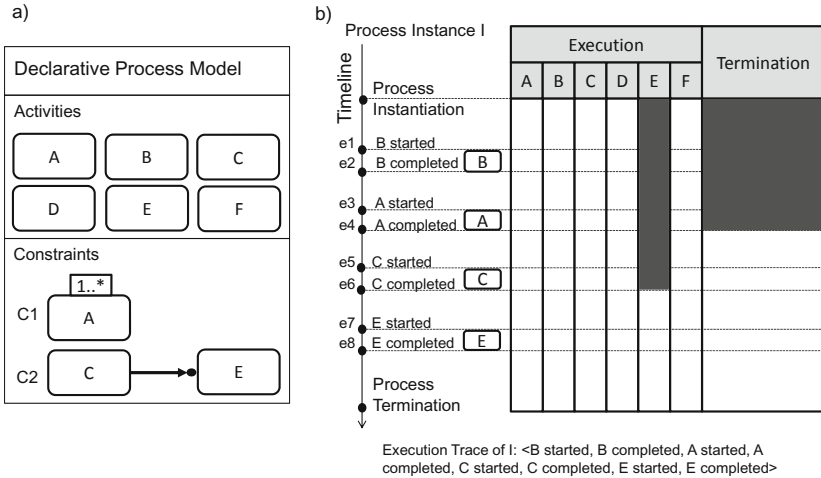 a)
Declarative Process Model
Activities
A B C
D E F
Constraints
C1
1..*
A
C2
C E
b)
Process Instance I
Timeline
Execution
Termination
A B C D E F
Process
Instantiation
e1 B started
e2 B completed B
e3 A started
e4 A completed A
e5 C started
e6 C completed C
e7 E started
e8 E completed E
Process
Termination
Execution Trace of I: <B started, B completed, A started, A
completed, C started, C completed, E started, E completed>